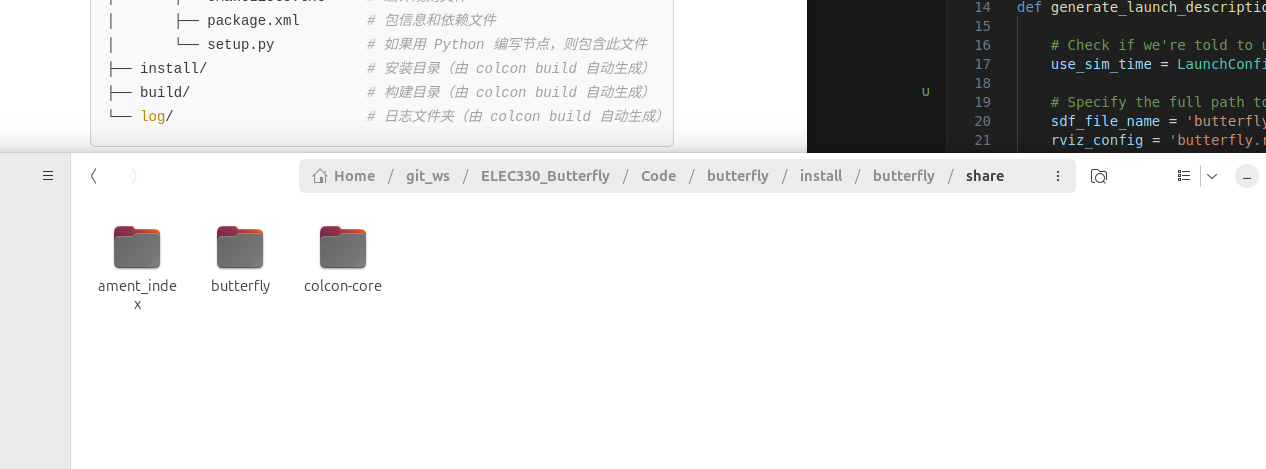 │       ├── package.xml        # 包信息和依赖文件
│       └── setup.py           # 如果用 Python 编写节点，则包含此文件
├── install/                   # 安装目录（由 colcon build 自动生成）
├── build/                     # 构建目录（由 colcon build 自动生成）
└── log/                       # 日志文件夹（由 colcon build 自动生成）
14 def generate_launch_descriptio
15
16 # Check if we're told to u
17 use_sim_time = LaunchConfi
18
U
19 # Specify the full path to
20 sdf_file_name = 'butterfly
21 rviz_config = 'butterfly.r
Home / git_ws / ELEC330_Butterfly / Code / butterfly / install / butterfly / share
ament_inde
x
butterfly
colcon-core